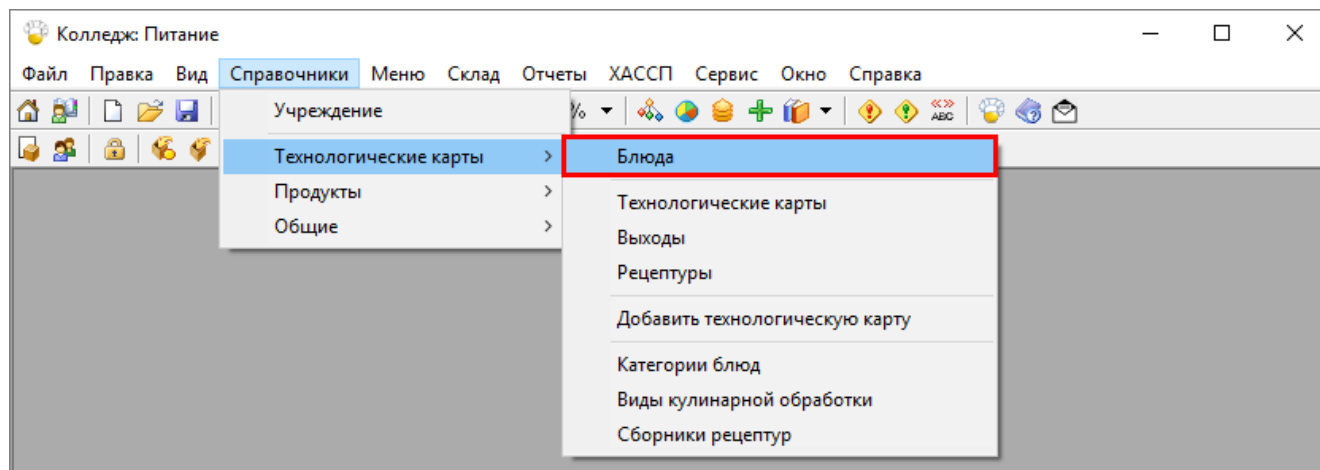 Колледж: Питание
Файл Правка Вид Справочники Меню Склад Отчеты ХАССП Сервис Окно Справка
Учреждение
%
«» ABC
Технологические карты
Блюда
Продукты
Технологические карты
Общие
Выходы
Рецептуры
Добавить технологическую карту
Категории блюд
Виды кулинарной обработки
Сборники рецептур